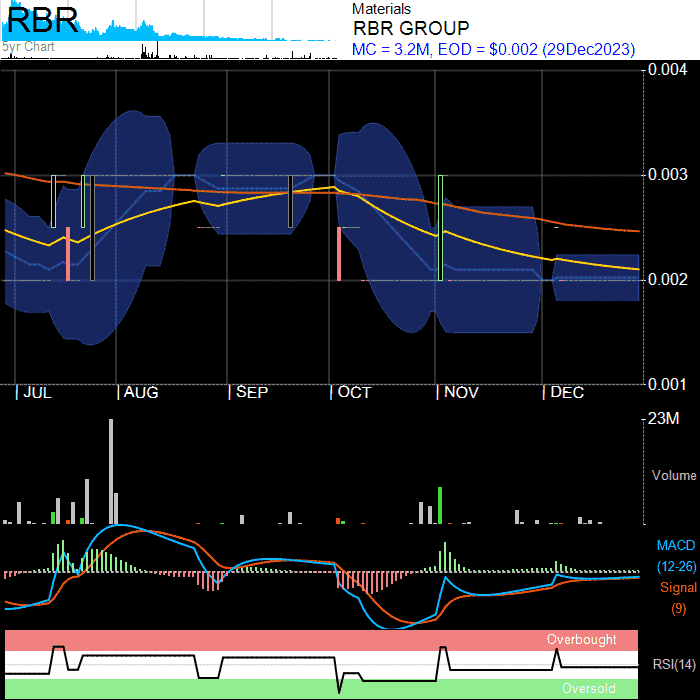 RBR
5yr Chart
Materials
RBR GROUP
MC = 3.2M, EOD = $0.002 (29Dec2023)
0.004
0.003
0.002
0.001
JUL AUG SEP OCT NOV DEC
23M
Volume
MACD
(12-26)
Signal
(9)
Overbought
RSI(14)
Oversold